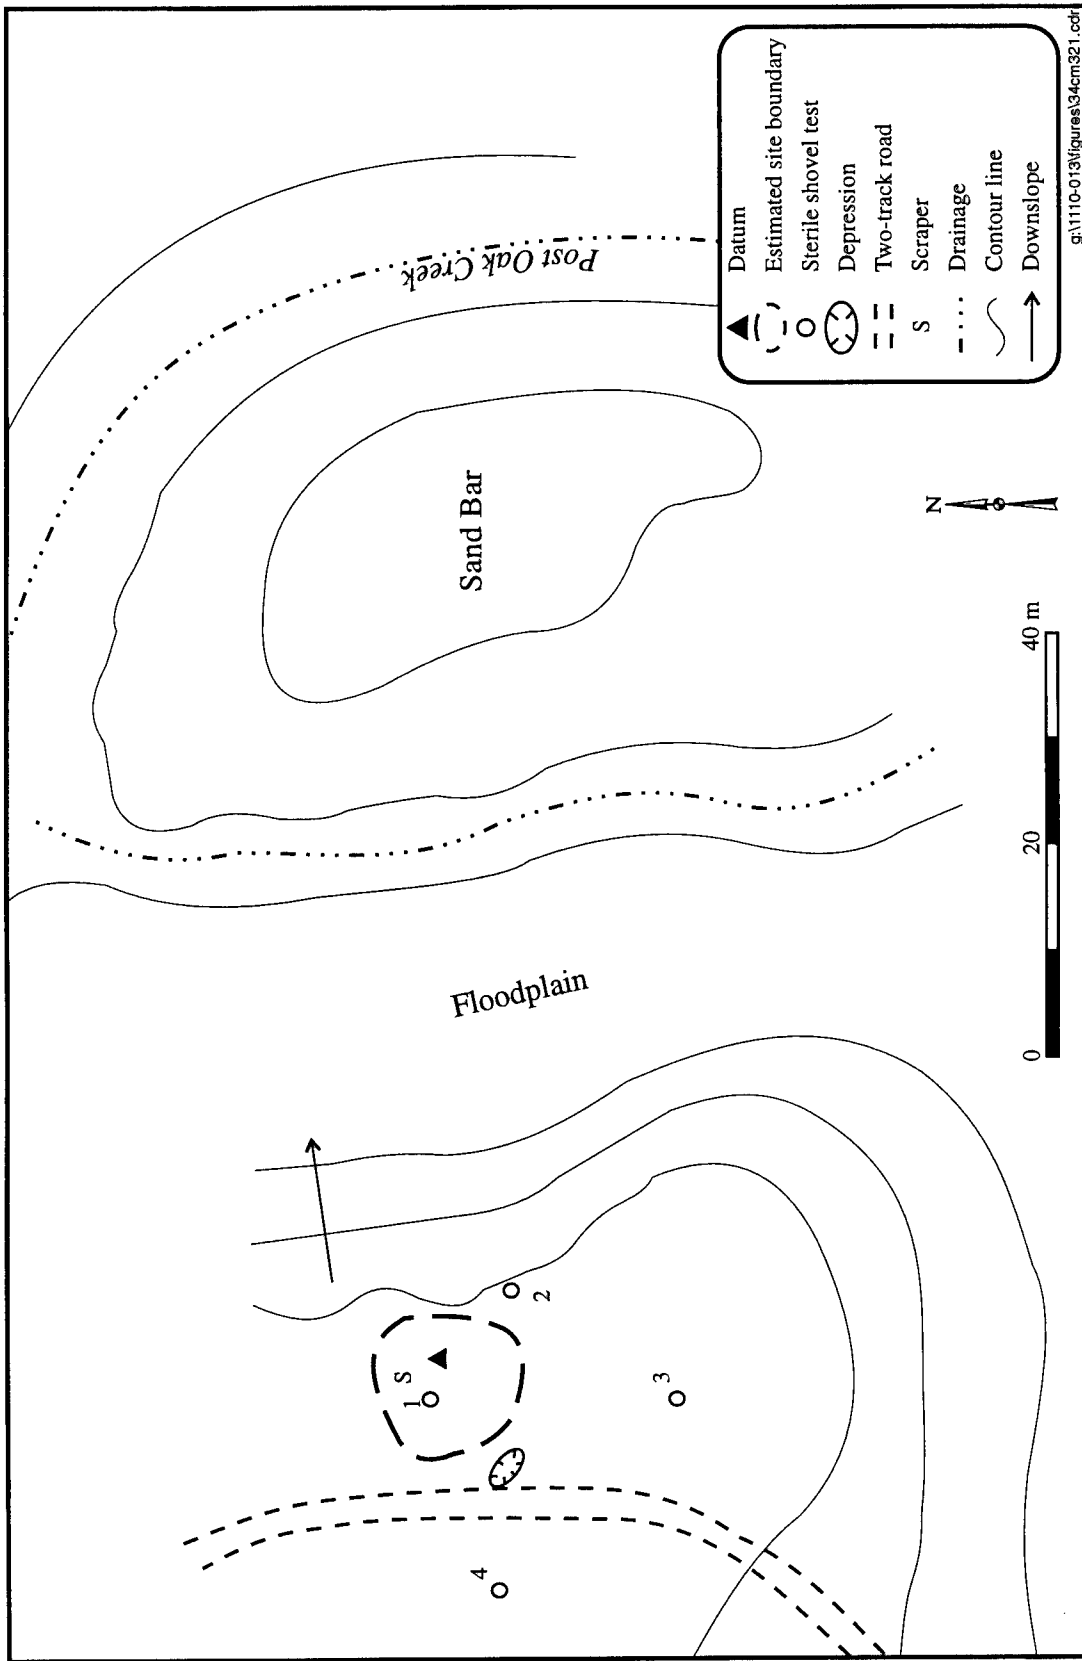 Post Oak Creek
Sand Bar
Floodplain
1
S
2
3
4
N
0
20
40 m
Datum
Estimated site boundary
Sterile shovel test
Depression
Two-track road
S
Scraper
Drainage
Contour line
Downslope
g:\1110-013\figures\34cm321.cdr